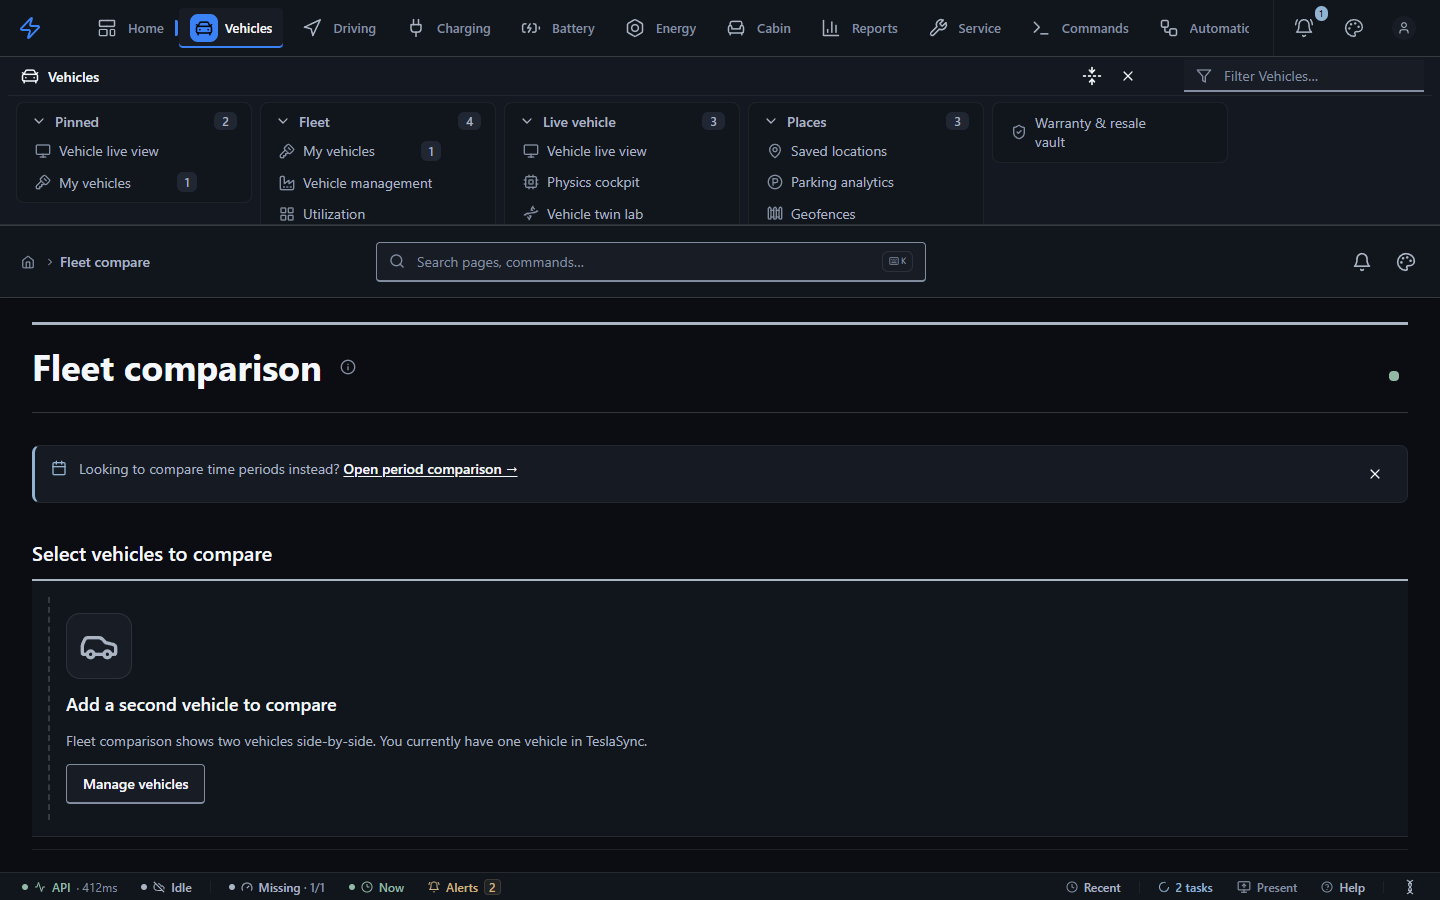 Home
Vehicles
Driving
Charging
Battery
Energy
Cabin
Reports
Service
Commands
Automatic
1
Vehicles
Filter Vehicles...
Pinned 2
Vehicle live view
My vehicles 1
Fleet 4
My vehicles 1
Vehicle management
Utilization
Live vehicle 3
Vehicle live view
Physics cockpit
Vehicle twin lab
Places 3
Saved locations
Parking analytics
Geofences
Warranty & resale
vault
Fleet compare
Search pages, commands...
K
Fleet comparison
Looking to compare time periods instead? Open period comparison →
Select vehicles to compare
Add a second vehicle to compare
Fleet comparison shows two vehicles side-by-side. You currently have one vehicle in TeslaSync.
Manage vehicles
API · 412ms
Idle
Missing · 1/1
Now
Alerts 2
Recent
2 tasks
Present
Help